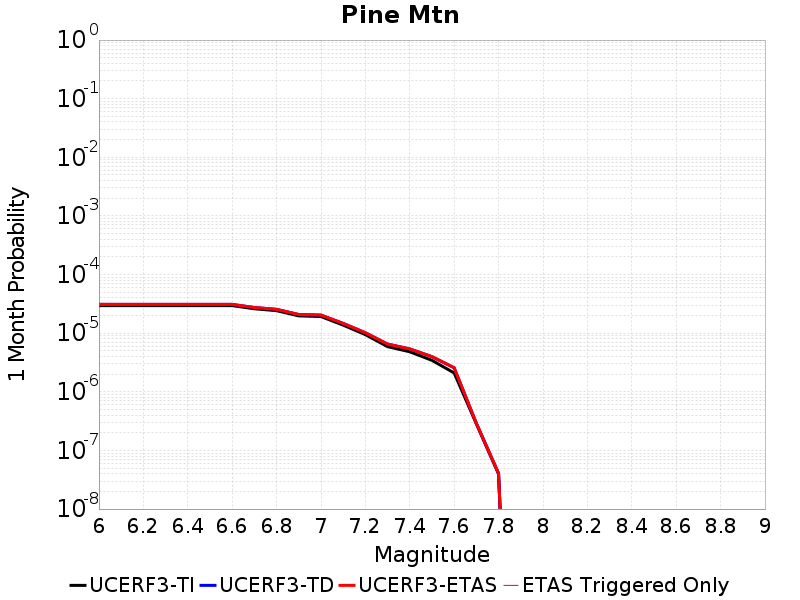 Pine Mtn
10^0
10^-1
10^-2
10^-3
10^-4
10^-5
10^-6
10^-7
10^-8
1 Month Probability
6 6.2 6.4 6.6 6.8 7 7.2 7.4 7.6 7.8 8 8.2 8.4 8.6 8.8 9
Magnitude
UCERF3-TI UCERF3-TD UCERF3-ETAS ETAS Triggered Only